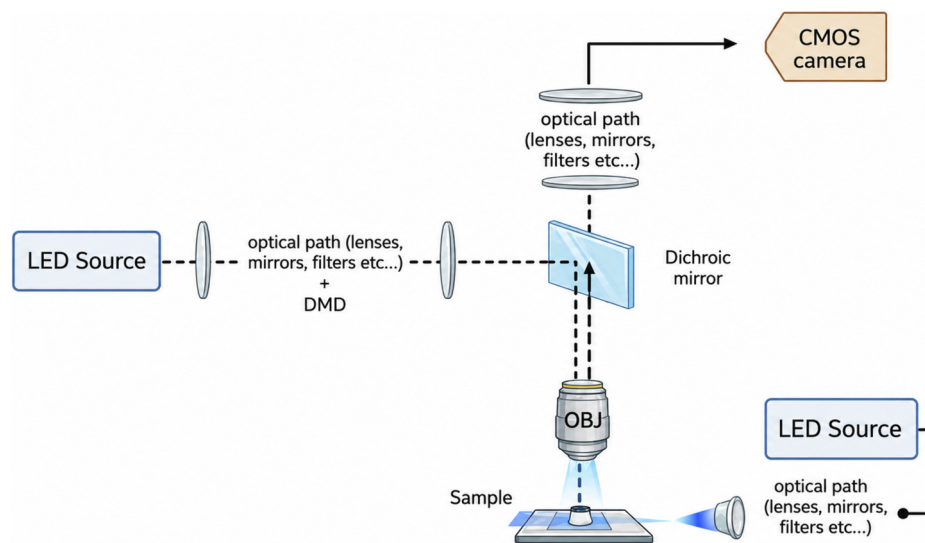 CMOS
camera
optical path
(lenses, mirrors,
filters etc...)
LED Source
optical path (lenses,
mirrors, filters etc...)
+
DMD
Dichroic
mirror
OBJ
LED Source
Sample
optical path
(lenses, mirrors,
filters etc...)